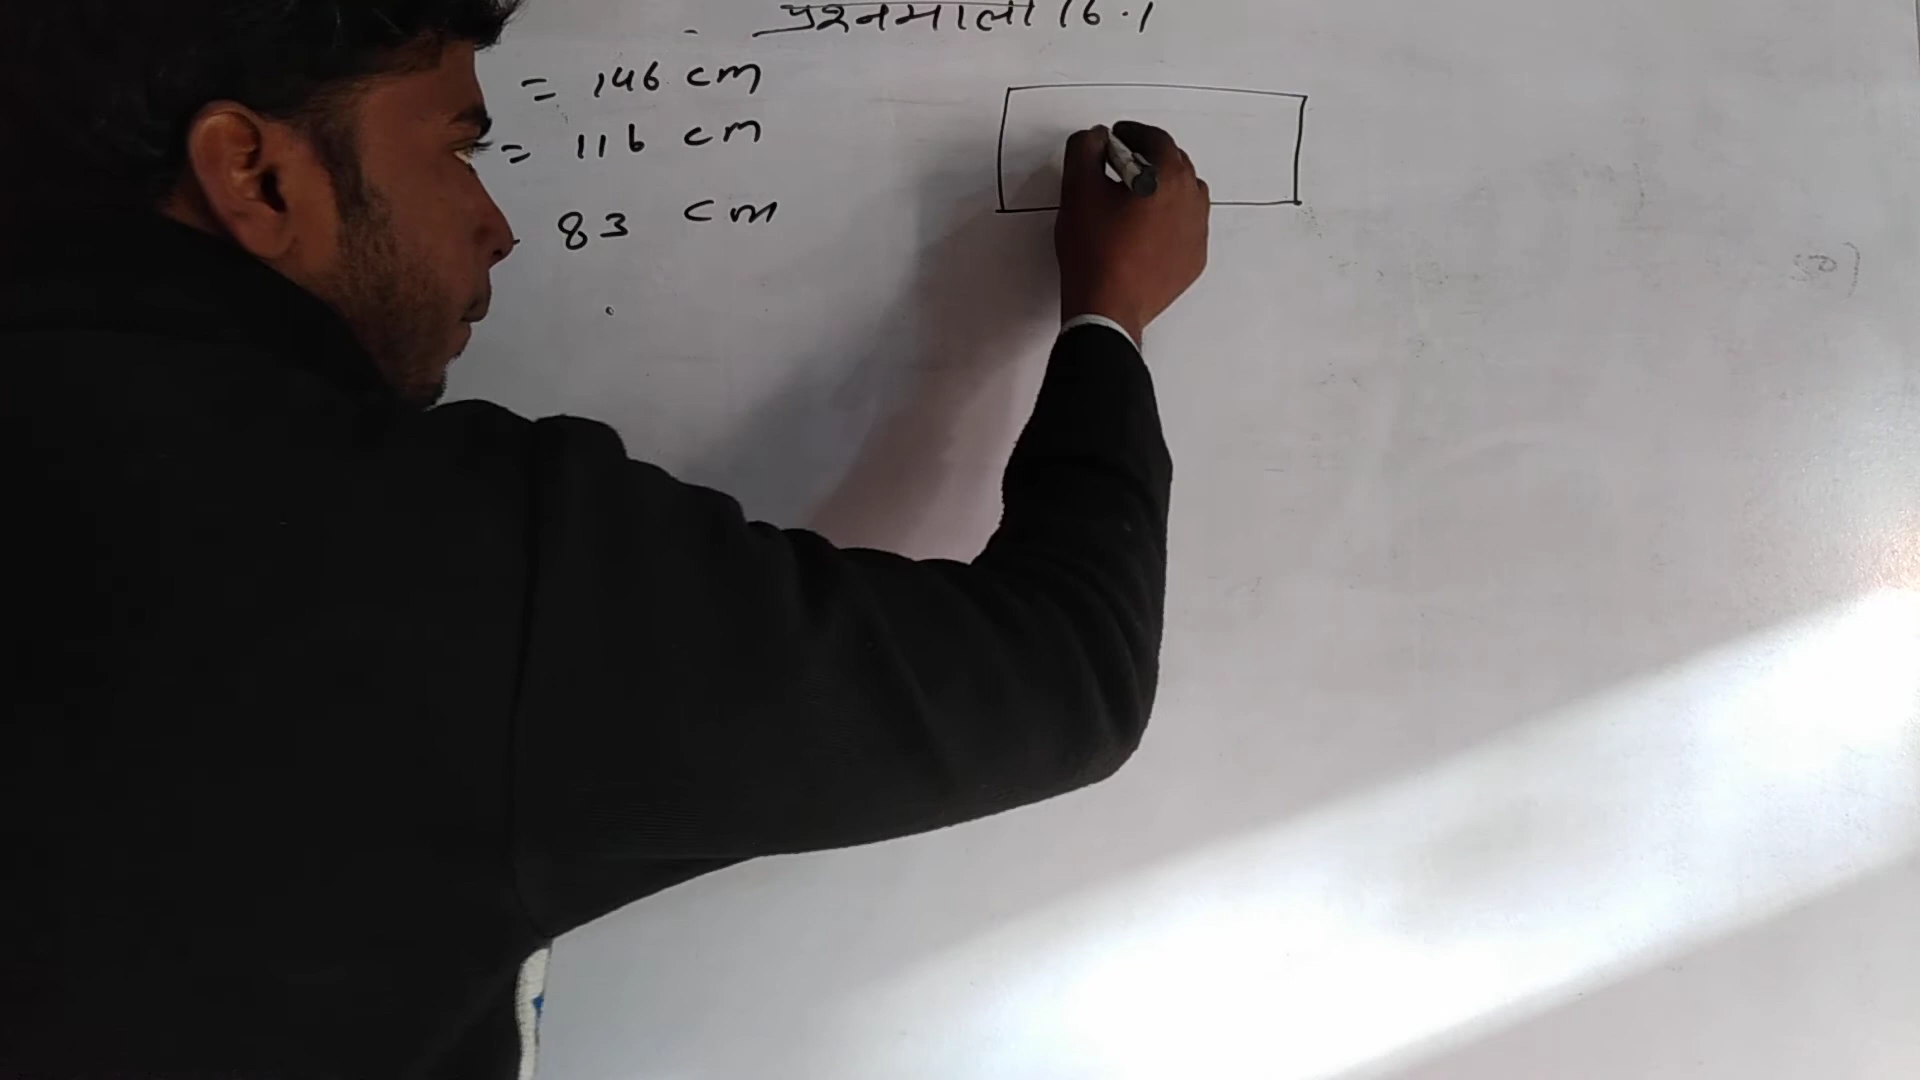 प्रश्नमाला 16.1
= 146 cm
= 116 cm
83 cm